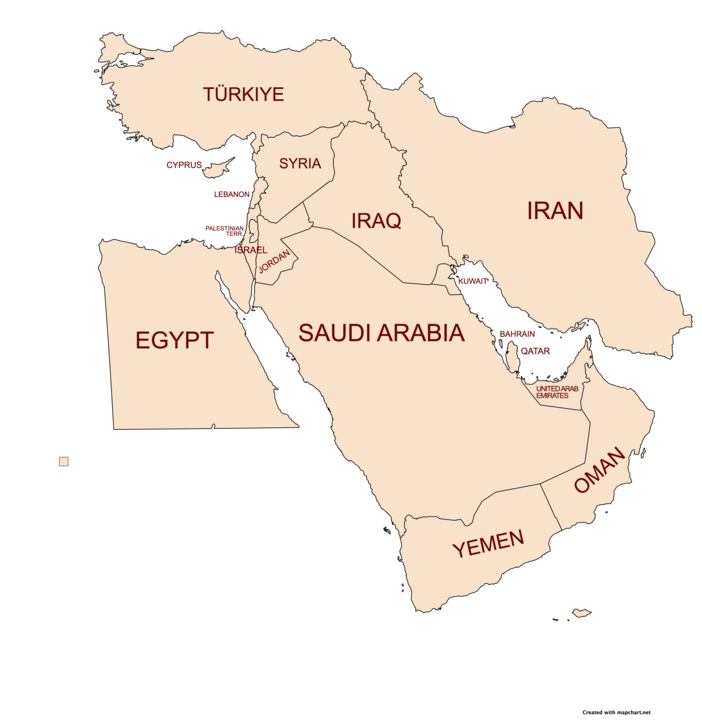 TÜRKIYE
CYPRUS
SYRIA
LEBANON
IRAQ
IRAN
PALESTINIAN
TERR.
ISRAEL
JORDAN
KUWAIT
EGYPT
SAUDI ARABIA
BAHRAIN
QATAR
UNITED ARAB
EMIRATES
OMAN
YEMEN
Created with mapchart.net